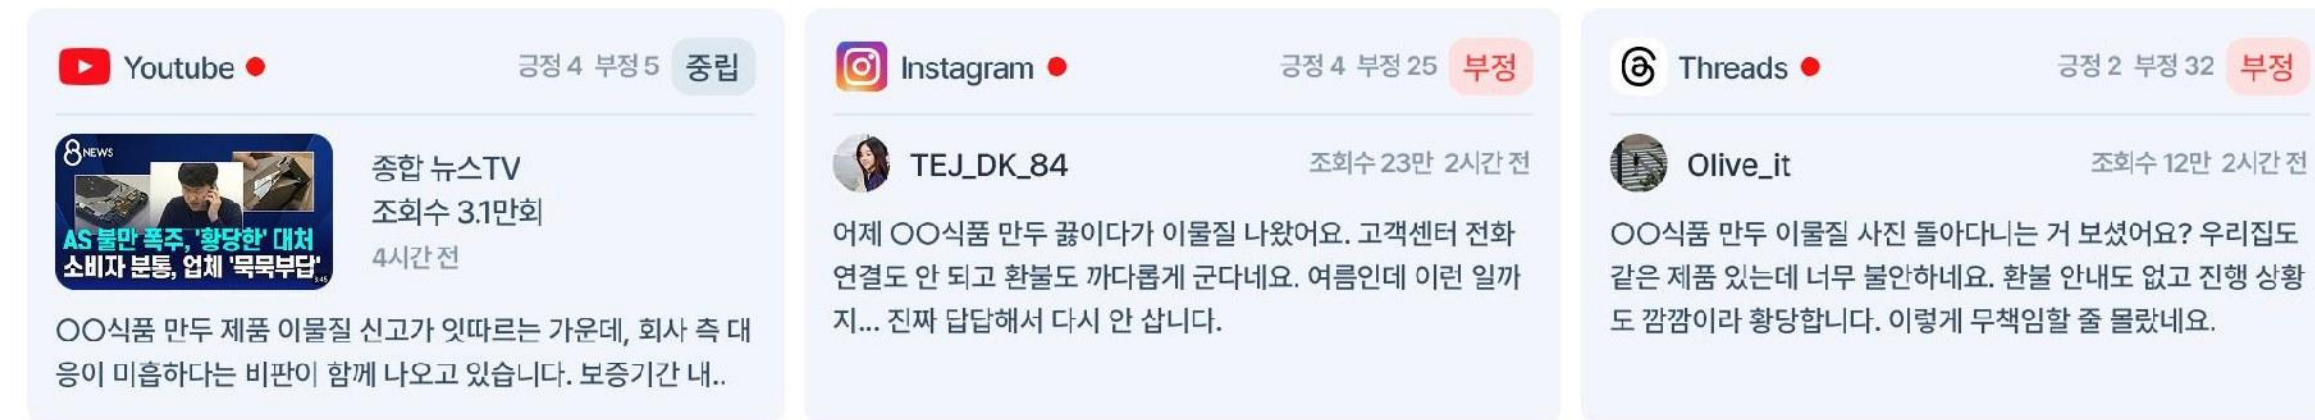 Youtube
긍정 4 부정 5 중립
8 NEWS
AS 불만 폭주, '황당한' 대처
소비자 분통, 업체 '묵묵부답'
3:45
종합 뉴스TV
조회수 3.1만회
4시간 전
○○식품 만두 제품 이물질 신고가 잇따르는 가운데, 회사 측 대
응이 미흡하다는 비판이 함께 나오고 있습니다. 보증기간 내..
Instagram
긍정 4 부정 25 부정
TEJ_DK_84
조회수 23만 2시간 전
어제 ○○식품 만두 끓이다가 이물질 나왔어요. 고객센터 전화
연결도 안 되고 환불도 까다롭게 군다네요. 여름인데 이런 일까
지... 진짜 답답해서 다시 안 삽니다.
Threads
긍정 2 부정 32 부정
Olive_it
조회수 12만 2시간 전
○○식품 만두 이물질 사진 돌아다니는 거 보셨어요? 우리집도
같은 제품 있는데 너무 불안하네요. 환불 안내도 없고 진행 상황
도 깜깜이라 황당합니다. 이렇게 무책임할 줄 몰랐네요.